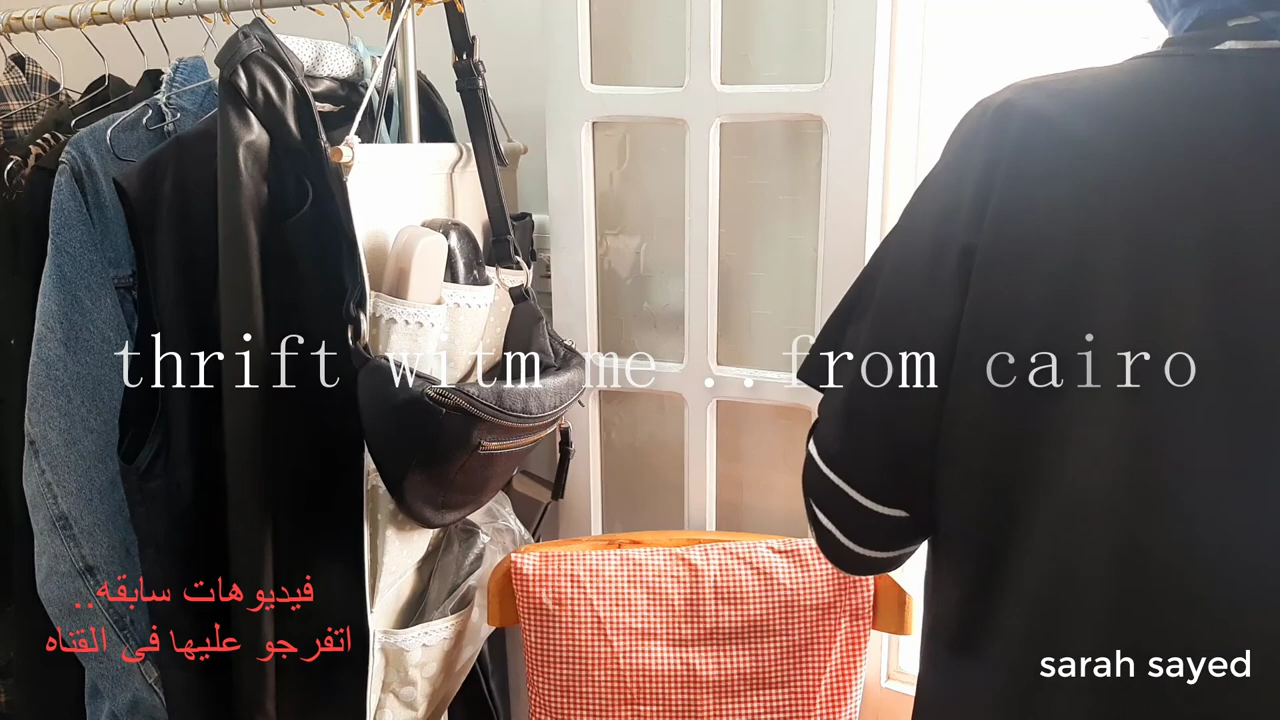 thrift witm me ..from cairo
فيديوهات سابقه..
اتفرجو عليها فى القناه
sarah sayed